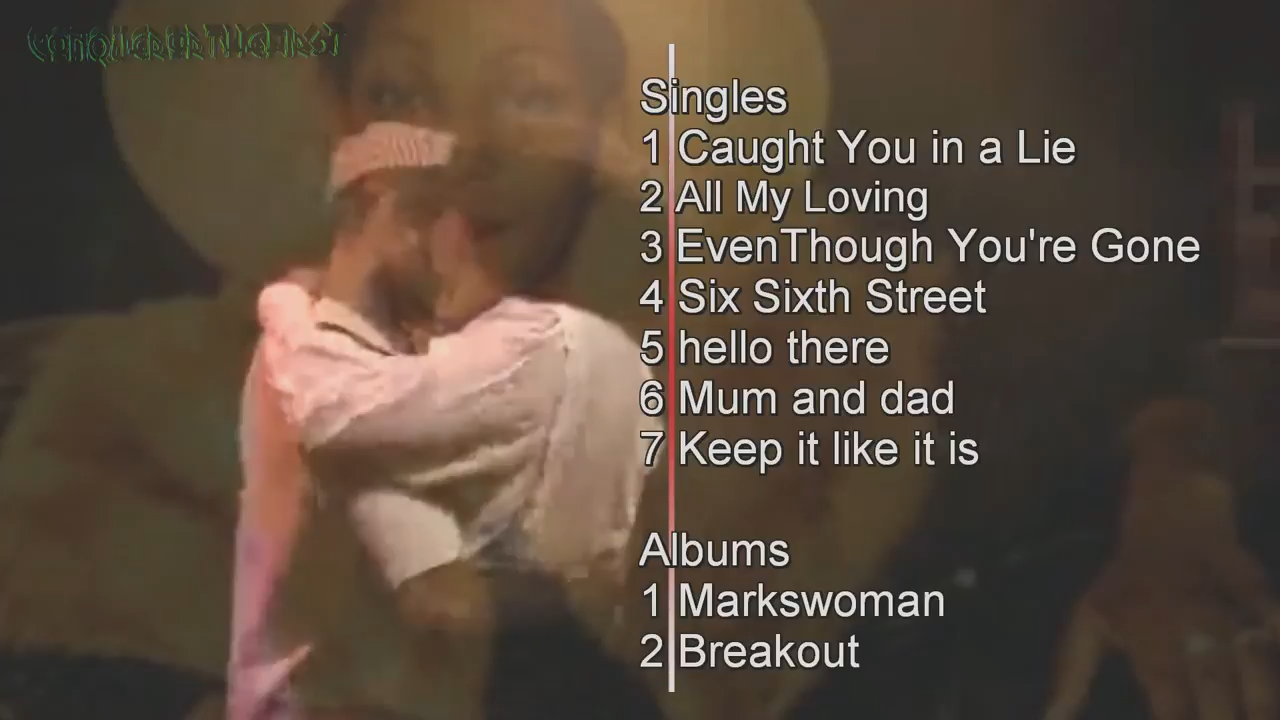 CONQUERORTHEFIRST
Singles
1 Caught You in a Lie
2 All My Loving
3 EvenThough You're Gone
4 Six Sixth Street
5 hello there
6 Mum and dad
7 Keep it like it is
Albums
1 Markswoman
2 Breakout